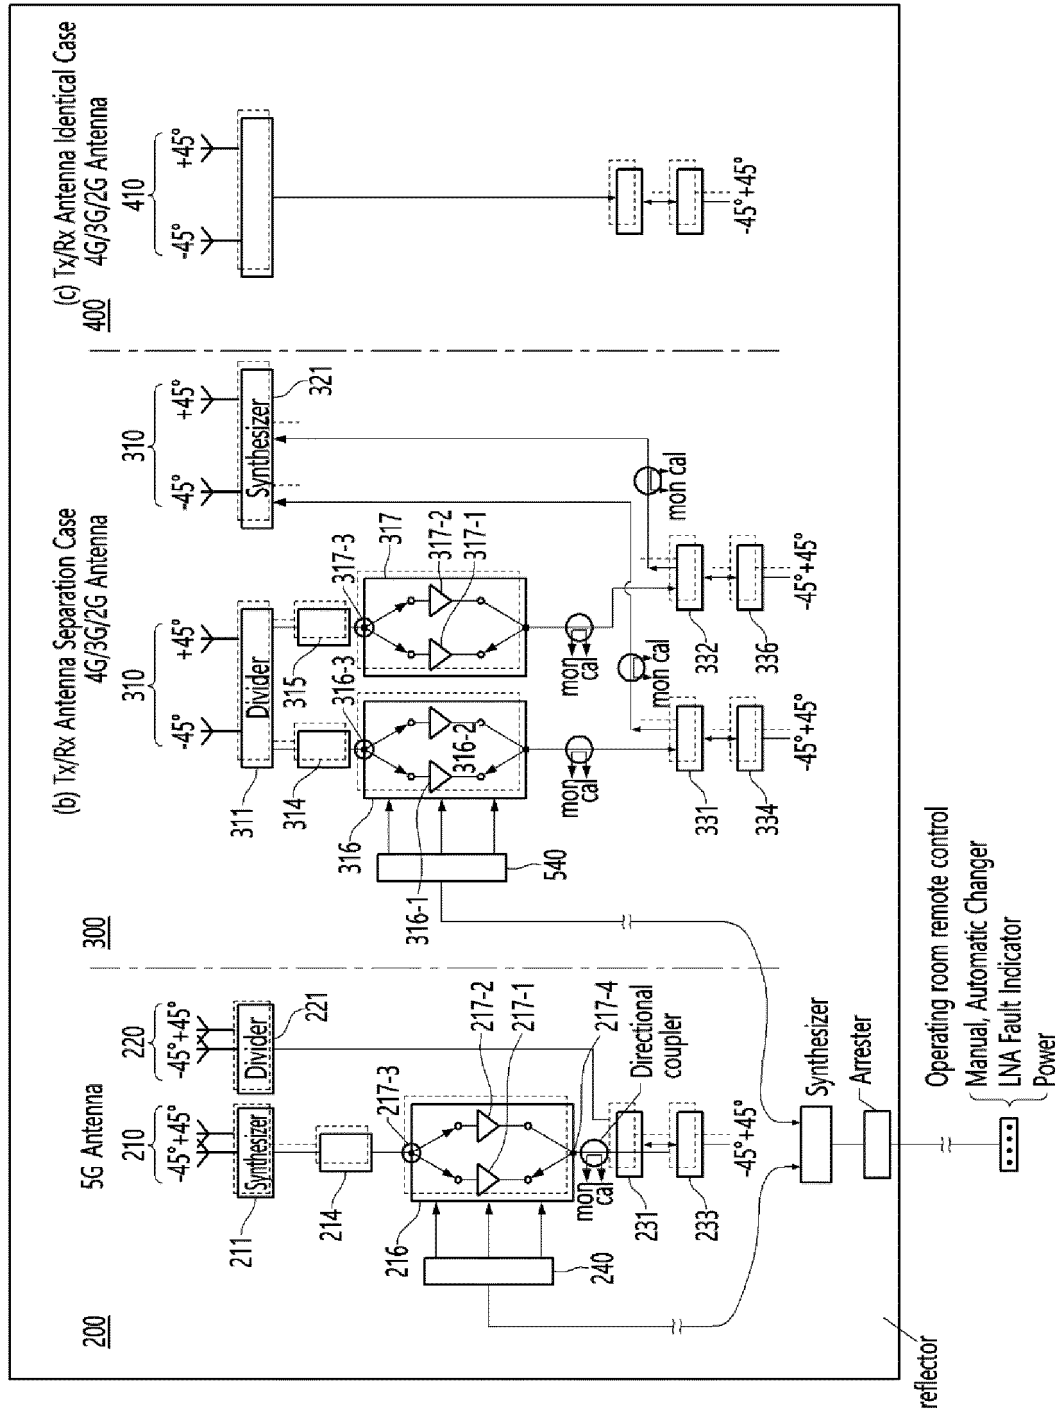 200
5G Antenna
210
-45°+45°
220
-45°+45°
Synthesizer
Divider
211
221
214
217-3
217-2
217-1
216
217-4
Directional
coupler
mon
cal
240
231
233
-45°+45°
300
(b) Tx/Rx Antenna Separation Case
4G/3G/2G Antenna
310
-45°
+45°
310
-45°
+45°
Divider
Synthesizer
311
321
314
315
316-3
317-3
317
317-2
317-1
316
316-2
316-1
540
mon
cal
mon
cal
mon cal
mon cal
331
332
334
336
-45°+45°
-45°+45°
400
(c) Tx/Rx Antenna Identical Case
4G/3G/2G Antenna
410
-45°
+45°
-45°+45°
Synthesizer
Arrester
reflector
Operating room remote control
Manual, Automatic Changer
LNA Fault Indicator
Power